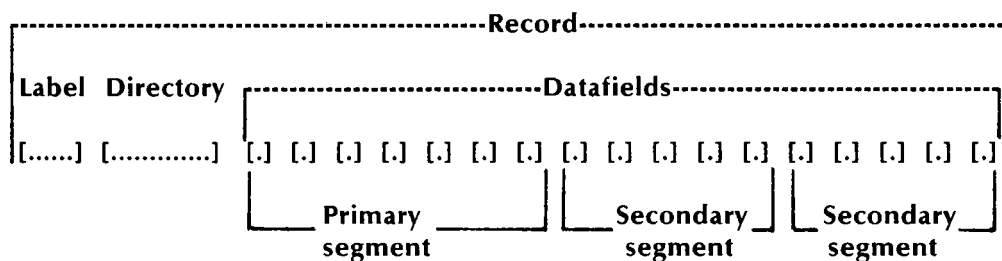 Record
Label Directory Datafields
[......] [.............] [.] [.] [.] [.] [.] [.] [.] [.] [.] [.] [.] [.] [.] [.] [.] [.] [.]
Primary Secondary Secondary
segment segment segment